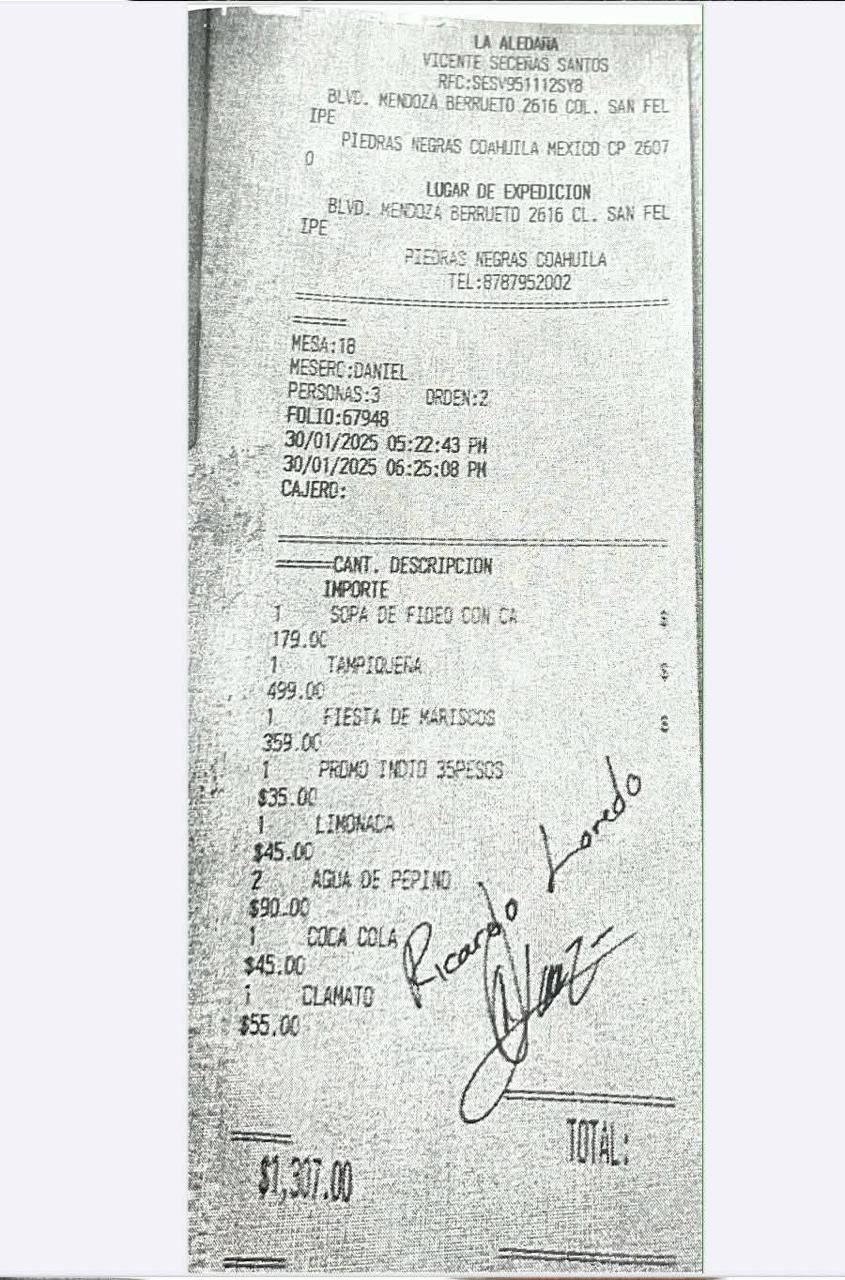 LA ALEDAÑA
VICENTE SECEÑAS SANTOS
RFC:SESV951112SY8
BLVD. MENDOZA BERRUETO 2616 COL. SAN FEL
IPE
PIEDRAS NEGRAS COAHUILA MEXICO CP 2607
0
LUGAR DE EXPEDICION
BLVD. MENDOZA BERRUETO 2616 CL. SAN FEL
IPE
PIEDRAS NEGRAS COAHUILA
TEL:8787952002
MESA:18
MESERO:DANIEL
PERSONAS:3 ORDEN:2
FOLIO:67948
30/01/2025 05:22:43 PM
30/01/2025 06:25:08 PM
CAJERO:
CANT. DESCRIPCION
IMPORTE
1 SOPA DE FIDEO CON CA $
179.00
1 TAMPIQUEÑA $
499.00
1 FIESTA DE MARISCOS $
359.00
1 PROMO INDIO 35PESOS
$35.00
1 LIMONADA
$45.00
2 AGUA DE PEPINO
$90.00
1 COCA COLA
$45.00
1 CLAMATO
$55.00
Ricardo Loredo
TOTAL:
$1,307.00